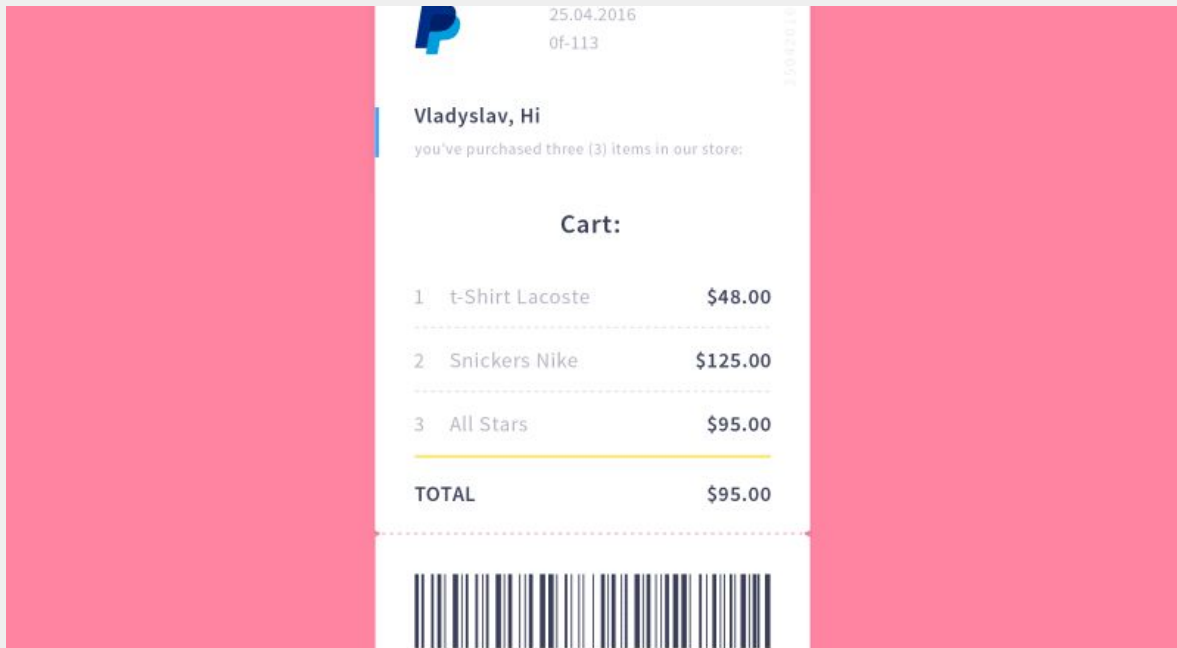 25.04.2016
0f-113
Vladyslav, Hi
you've purchased three (3) items in our store:
Cart:
1 t-Shirt Lacoste $48.00
2 Snickers Nike $125.00
3 All Stars $95.00
TOTAL $95.00